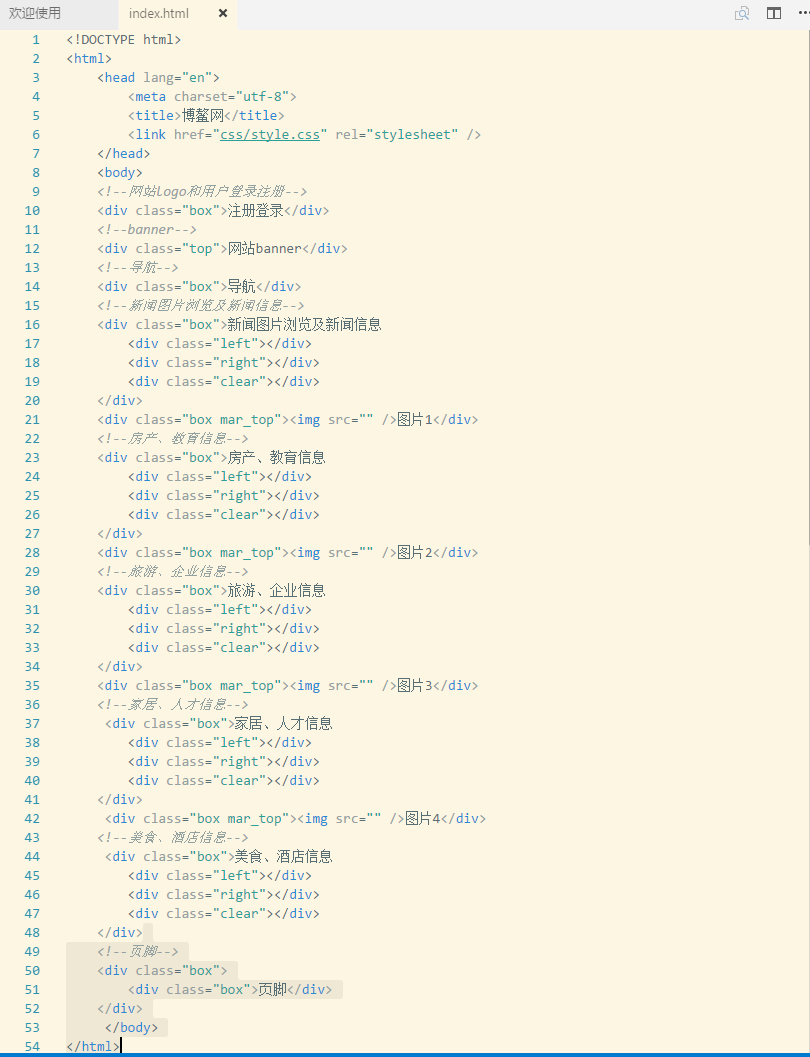 欢迎使用 index.html ×
1 <!DOCTYPE html>
2 <html>
3 <head lang="en">
4 <meta charset="utf-8">
5 <title>博鳌网</title>
6 <link href="css/style.css" rel="stylesheet" />
7 </head>
8 <body>
9 <!--网站Logo和用户登录注册-->
10 <div class="box">注册登录</div>
11 <!--banner-->
12 <div class="top">网站banner</div>
13 <!--导航-->
14 <div class="box">导航</div>
15 <!--新闻图片浏览及新闻信息-->
16 <div class="box">新闻图片浏览及新闻信息
17 <div class="left"></div>
18 <div class="right"></div>
19 <div class="clear"></div>
20 </div>
21 <div class="box mar_top"><img src="" />图片1</div>
22 <!--房产、教育信息-->
23 <div class="box">房产、教育信息
24 <div class="left"></div>
25 <div class="right"></div>
26 <div class="clear"></div>
27 </div>
28 <div class="box mar_top"><img src="" />图片2</div>
29 <!--旅游、企业信息-->
30 <div class="box">旅游、企业信息
31 <div class="left"></div>
32 <div class="right"></div>
33 <div class="clear"></div>
34 </div>
35 <div class="box mar_top"><img src="" />图片3</div>
36 <!--家居、人才信息-->
37 <div class="box">家居、人才信息
38 <div class="left"></div>
39 <div class="right"></div>
40 <div class="clear"></div>
41 </div>
42 <div class="box mar_top"><img src="" />图片4</div>
43 <!--美食、酒店信息-->
44 <div class="box">美食、酒店信息
45 <div class="left"></div>
46 <div class="right"></div>
47 <div class="clear"></div>
48 </div>
49 <!--页脚-->
50 <div class="box">
51 <div class="box">页脚</div>
52 </div>
53 </body>
54 </html>